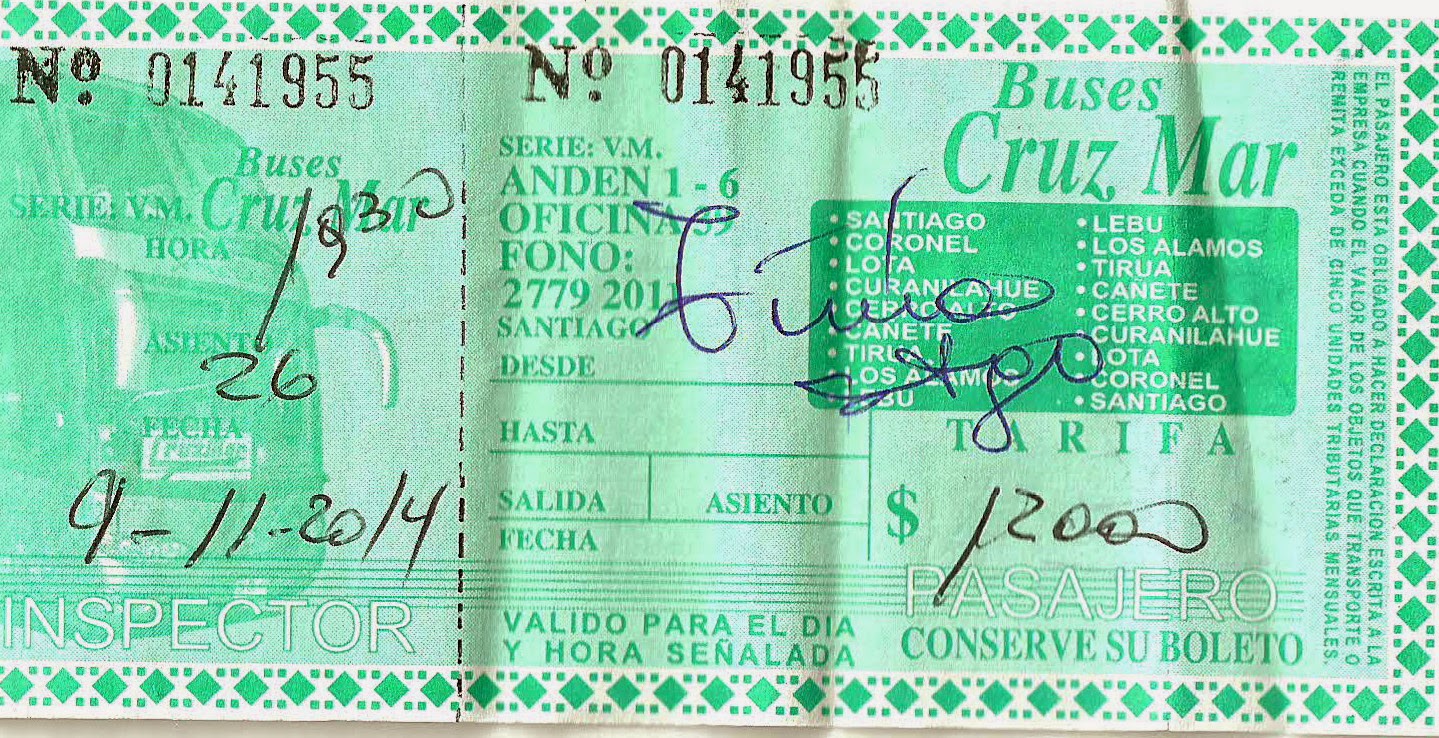 Nº 0141955
Buses
Cruz Mar
SERIE: V.M.
HORA
1930
ASIENTO
26
FECHA
9-11-2014
INSPECTOR
Nº 0141955
SERIE: V.M.
ANDEN 1 - 6
OFICINA 39
FONO:
2779 2011
SANTIAGO
DESDE
HASTA
SALIDA ASIENTO
FECHA
VALIDO PARA EL DIA
Y HORA SEÑALADA
Buses
Cruz Mar
• SANTIAGO
• CORONEL
• LOTA
• CURANILAHUE
• CERRO ALTO
• CAÑETE
• TIRUA
• LOS ALAMOS
• LEBU
• LEBU
• LOS ALAMOS
• TIRUA
• CAÑETE
• CERRO ALTO
• CURANILAHUE
• LOTA
• CORONEL
• SANTIAGO
Stgo
TARIFA
$ 12000
PASAJERO
CONSERVE SU BOLETO
EL PASAJERO ESTA OBLIGADO A HACER DECLARACION ESCRITA A LA
EMPRESA CUANDO EL VALOR DE LOS OBJETOS QUE TRANSPORTE O
REMITA EXCEDA DE CINCO UNIDADES TRIBUTARIAS MENSUALES.